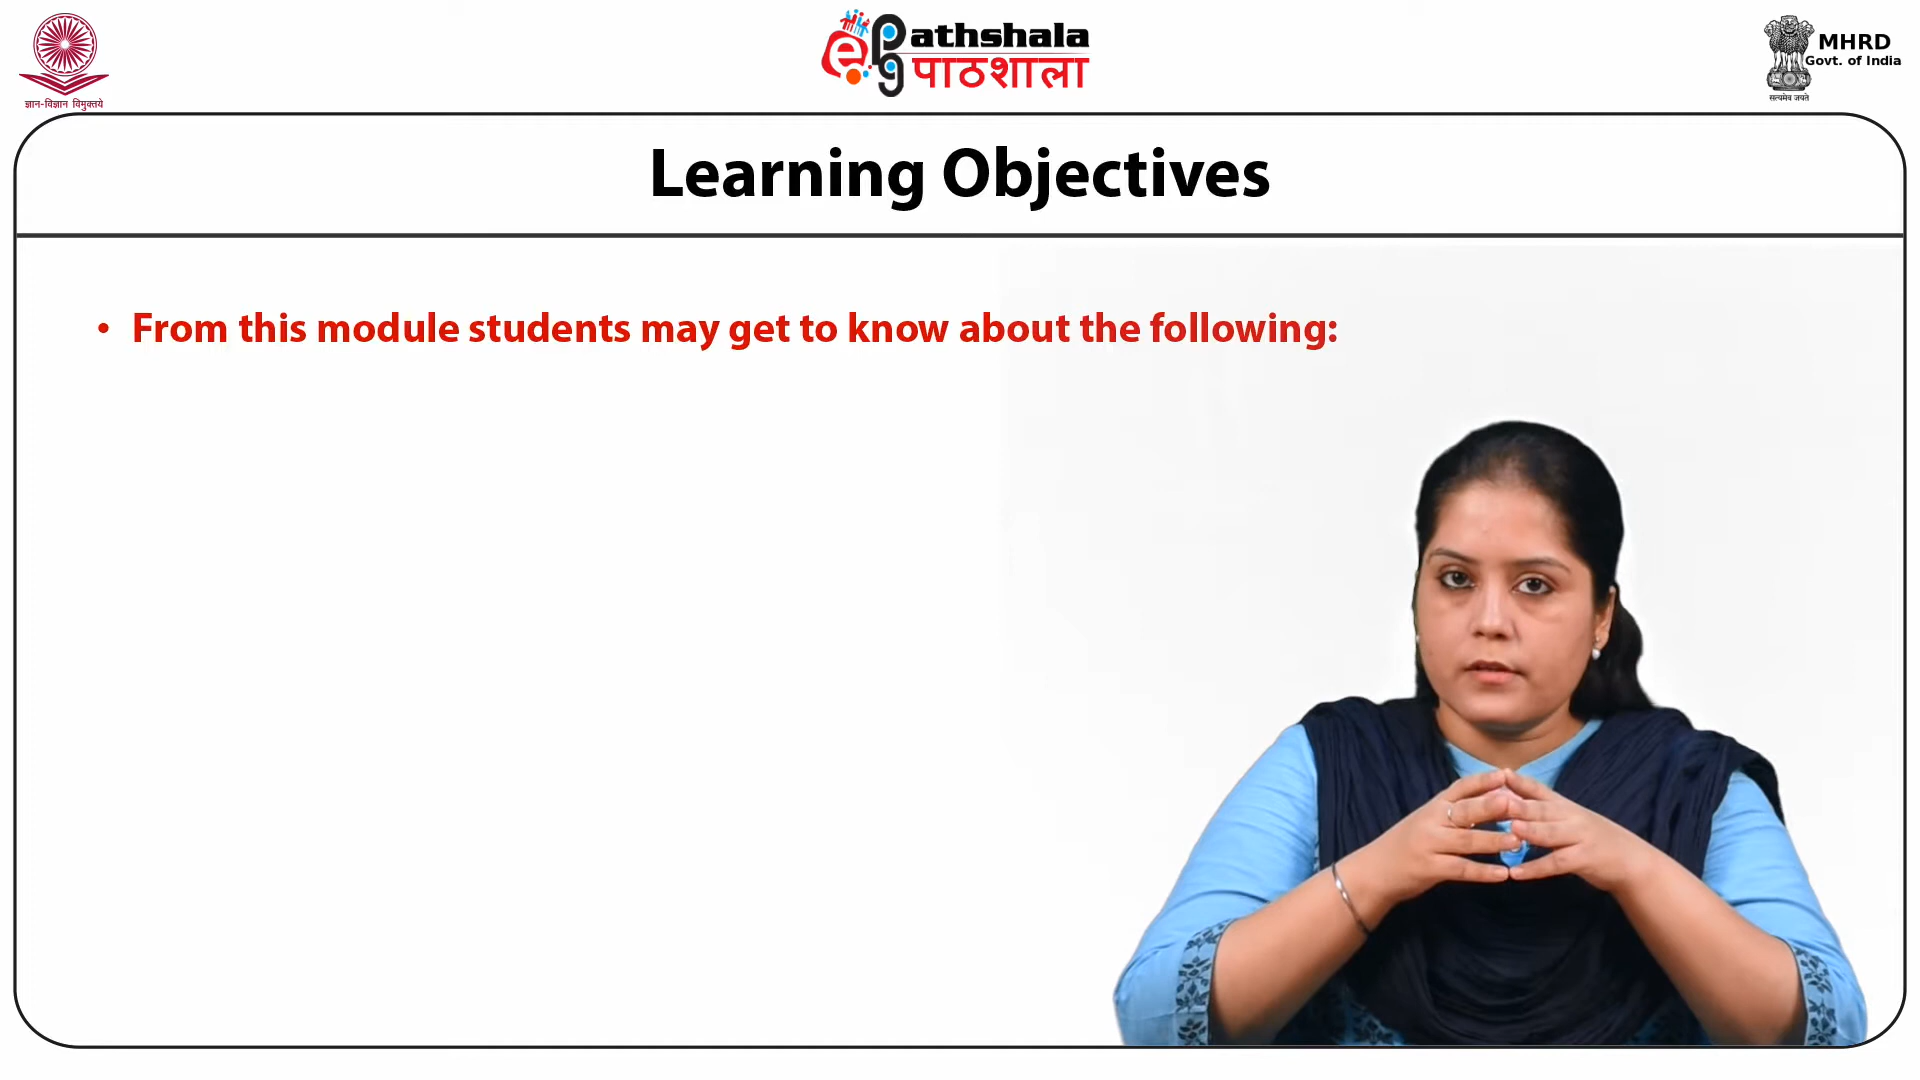 ज्ञान-विज्ञान विमुक्तये
e Pathshala
पाठशाला
MHRD
Govt. of India
सत्यमेव जयते
Learning Objectives
• From this module students may get to know about the following: